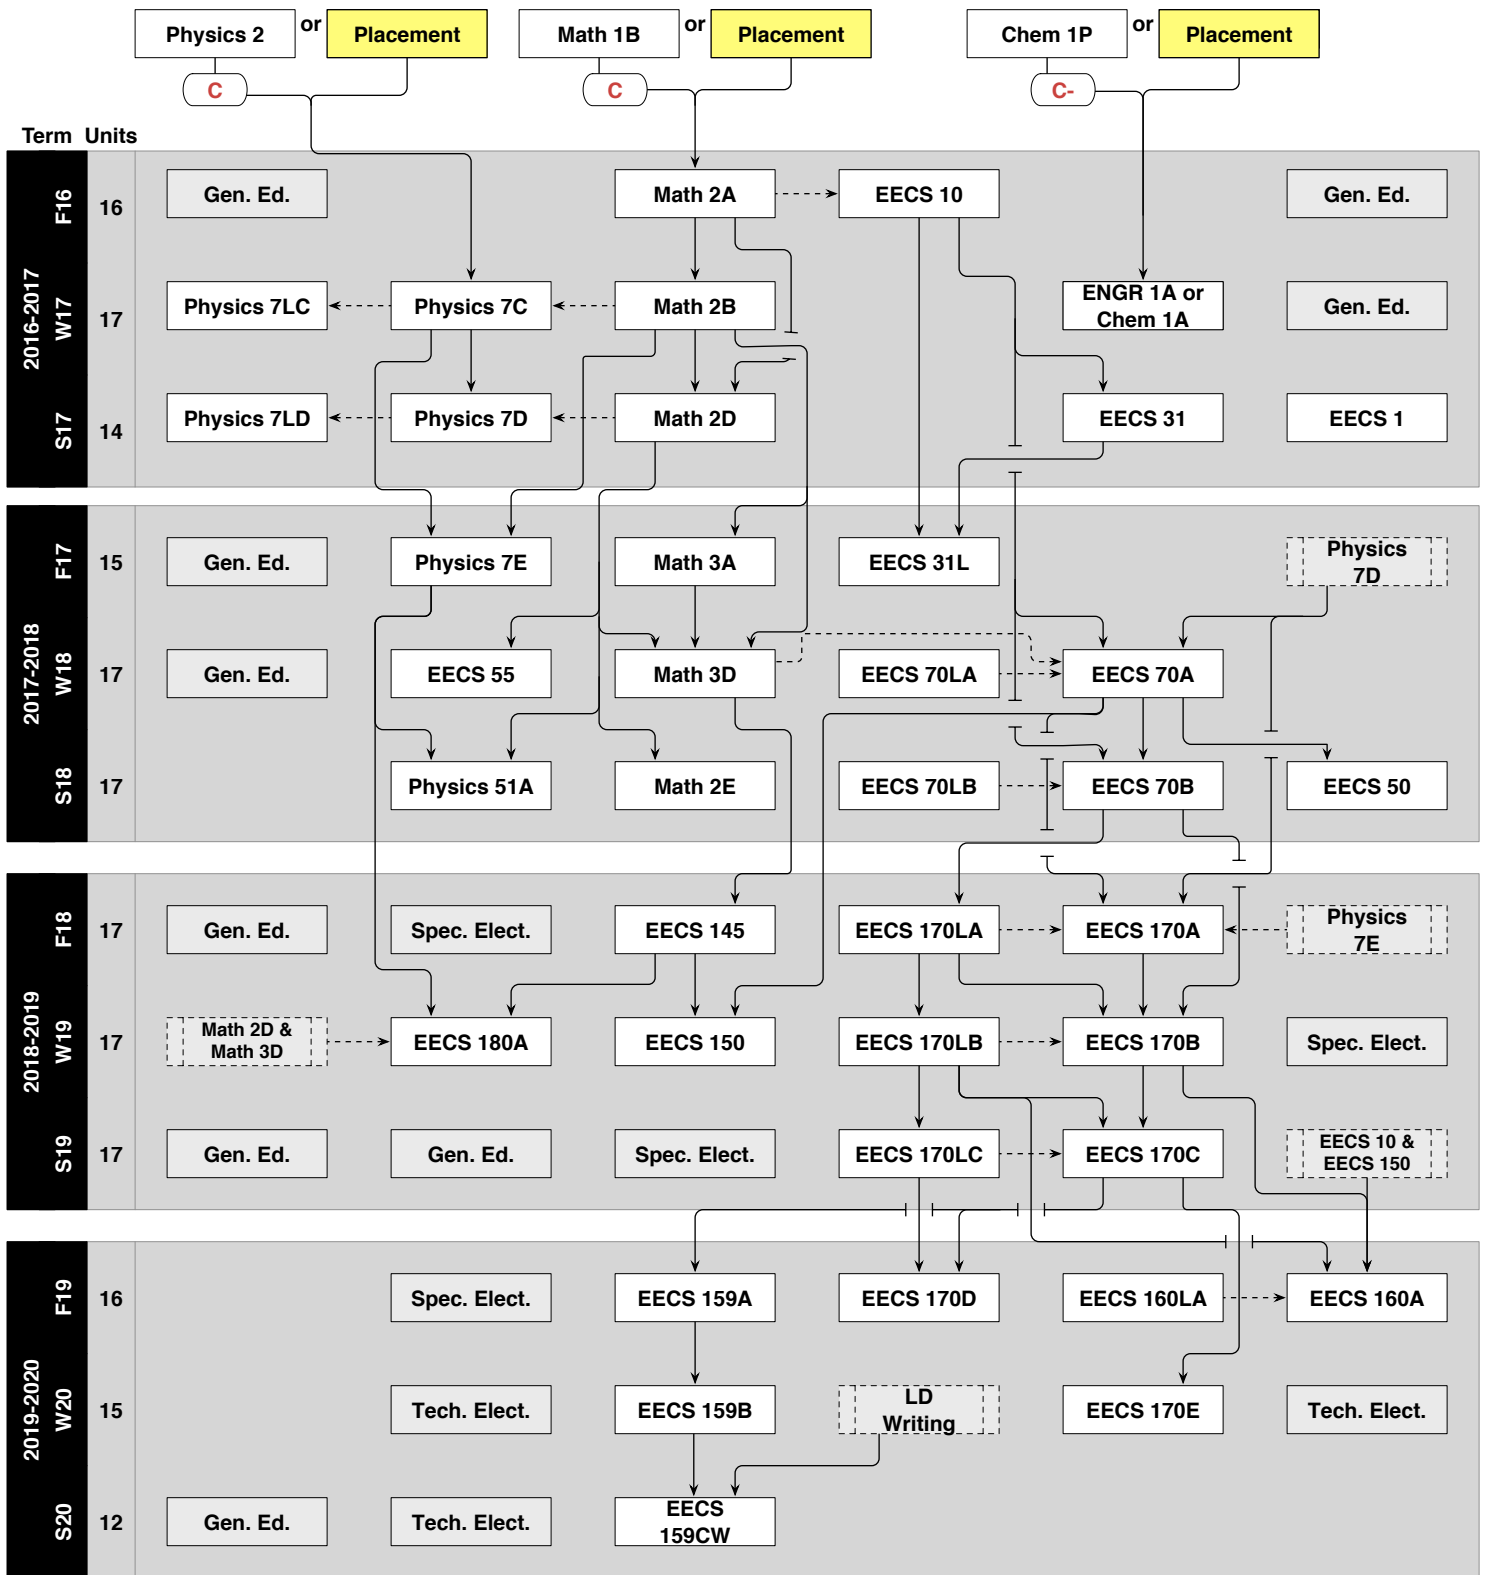 Physics 2 or Placement Math 1B or Placement Chem 1P or Placement
C C C-
Term Units
2016-2017
F16 16 Gen. Ed. Math 2A EECS 10 Gen. Ed.
W17 17 Physics 7LC Physics 7C Math 2B ENGR 1A or
Chem 1A Gen. Ed.
S17 14 Physics 7LD Physics 7D Math 2D EECS 31 EECS 1
2017-2018
F17 15 Gen. Ed. Physics 7E Math 3A EECS 31L Physics
7D
W18 17 Gen. Ed. EECS 55 Math 3D EECS 70LA EECS 70A
S18 17 Physics 51A Math 2E EECS 70LB EECS 70B EECS 50
2018-2019
F18 17 Gen. Ed. Spec. Elect. EECS 145 EECS 170LA EECS 170A Physics
7E
W19 17 Math 2D &
Math 3D EECS 180A EECS 150 EECS 170LB EECS 170B Spec. Elect.
S19 17 Gen. Ed. Gen. Ed. Spec. Elect. EECS 170LC EECS 170C EECS 10 &
EECS 150
2019-2020
F19 16 Spec. Elect. EECS 159A EECS 170D EECS 160LA EECS 160A
W20 15 Tech. Elect. EECS 159B LD
Writing EECS 170E Tech. Elect.
S20 12 Gen. Ed. Tech. Elect. EECS
159CW